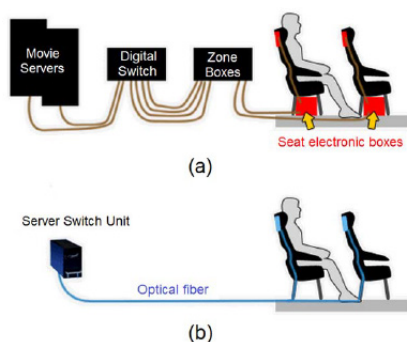 Movie
Servers
Digital
Switch
Zone
Boxes
Seat electronic boxes
(a)
Server Switch Unit
Optical fiber
(b)